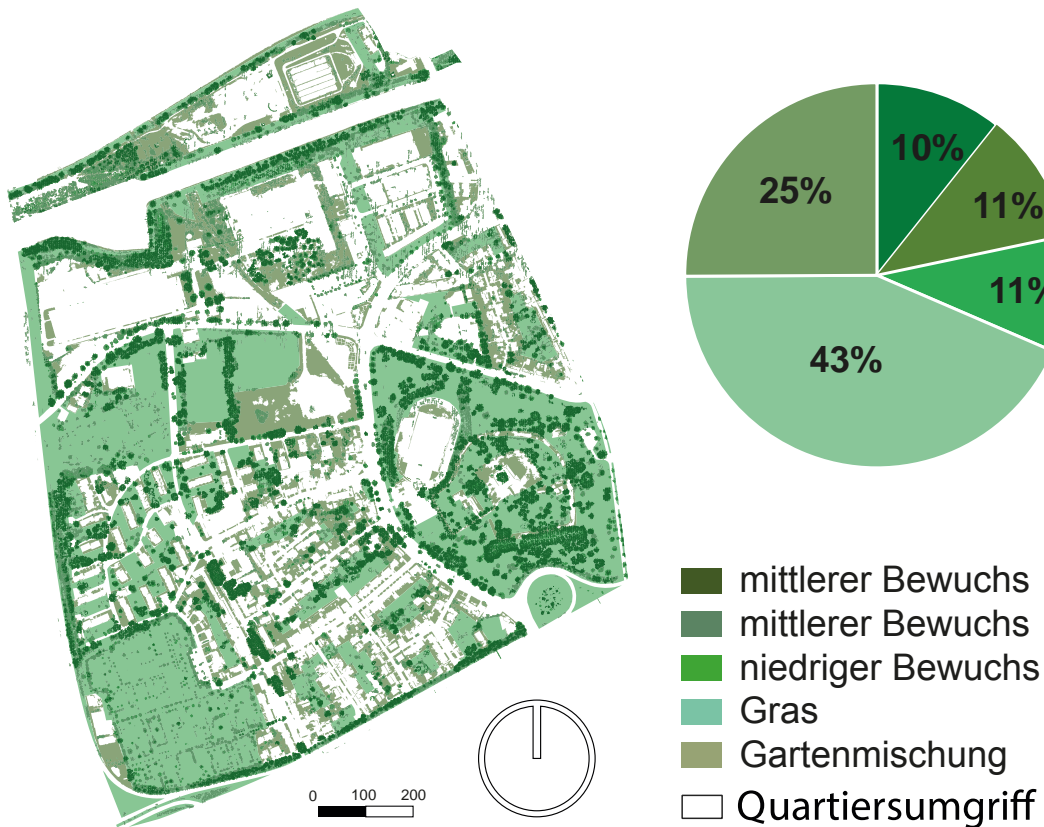 10%
11%
25%
11%
43%
mittlerer Bewuchs
mittlerer Bewuchs
niedriger Bewuchs
Gras
Gartenmischung
Quartiersumgriff
0 100 200